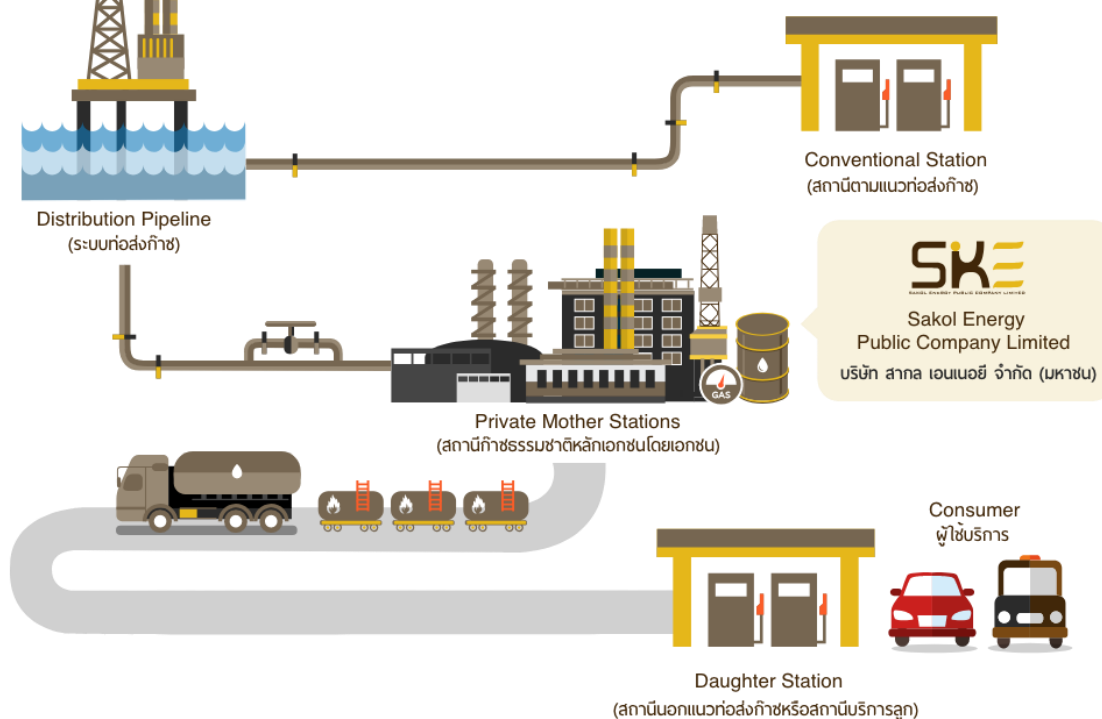 Conventional Station
(สถานีตามแนวท่อส่งก๊าซ)
Distribution Pipeline
(ระบบท่อส่งก๊าซ)
SKE
SAKOL ENERGY PUBLIC COMPANY LIMITED
Sakol Energy
Public Company Limited
บริษัท สากล เอนเนอยี จำกัด (มหาชน)
GAS
Private Mother Stations
(สถานีก๊าซธรรมชาติหลักเอกชนโดยเอกชน)
Consumer
ผู้ใช้บริการ
Daughter Station
(สถานีนอกแนวท่อส่งก๊าซหรือสถานีบริการลูก)